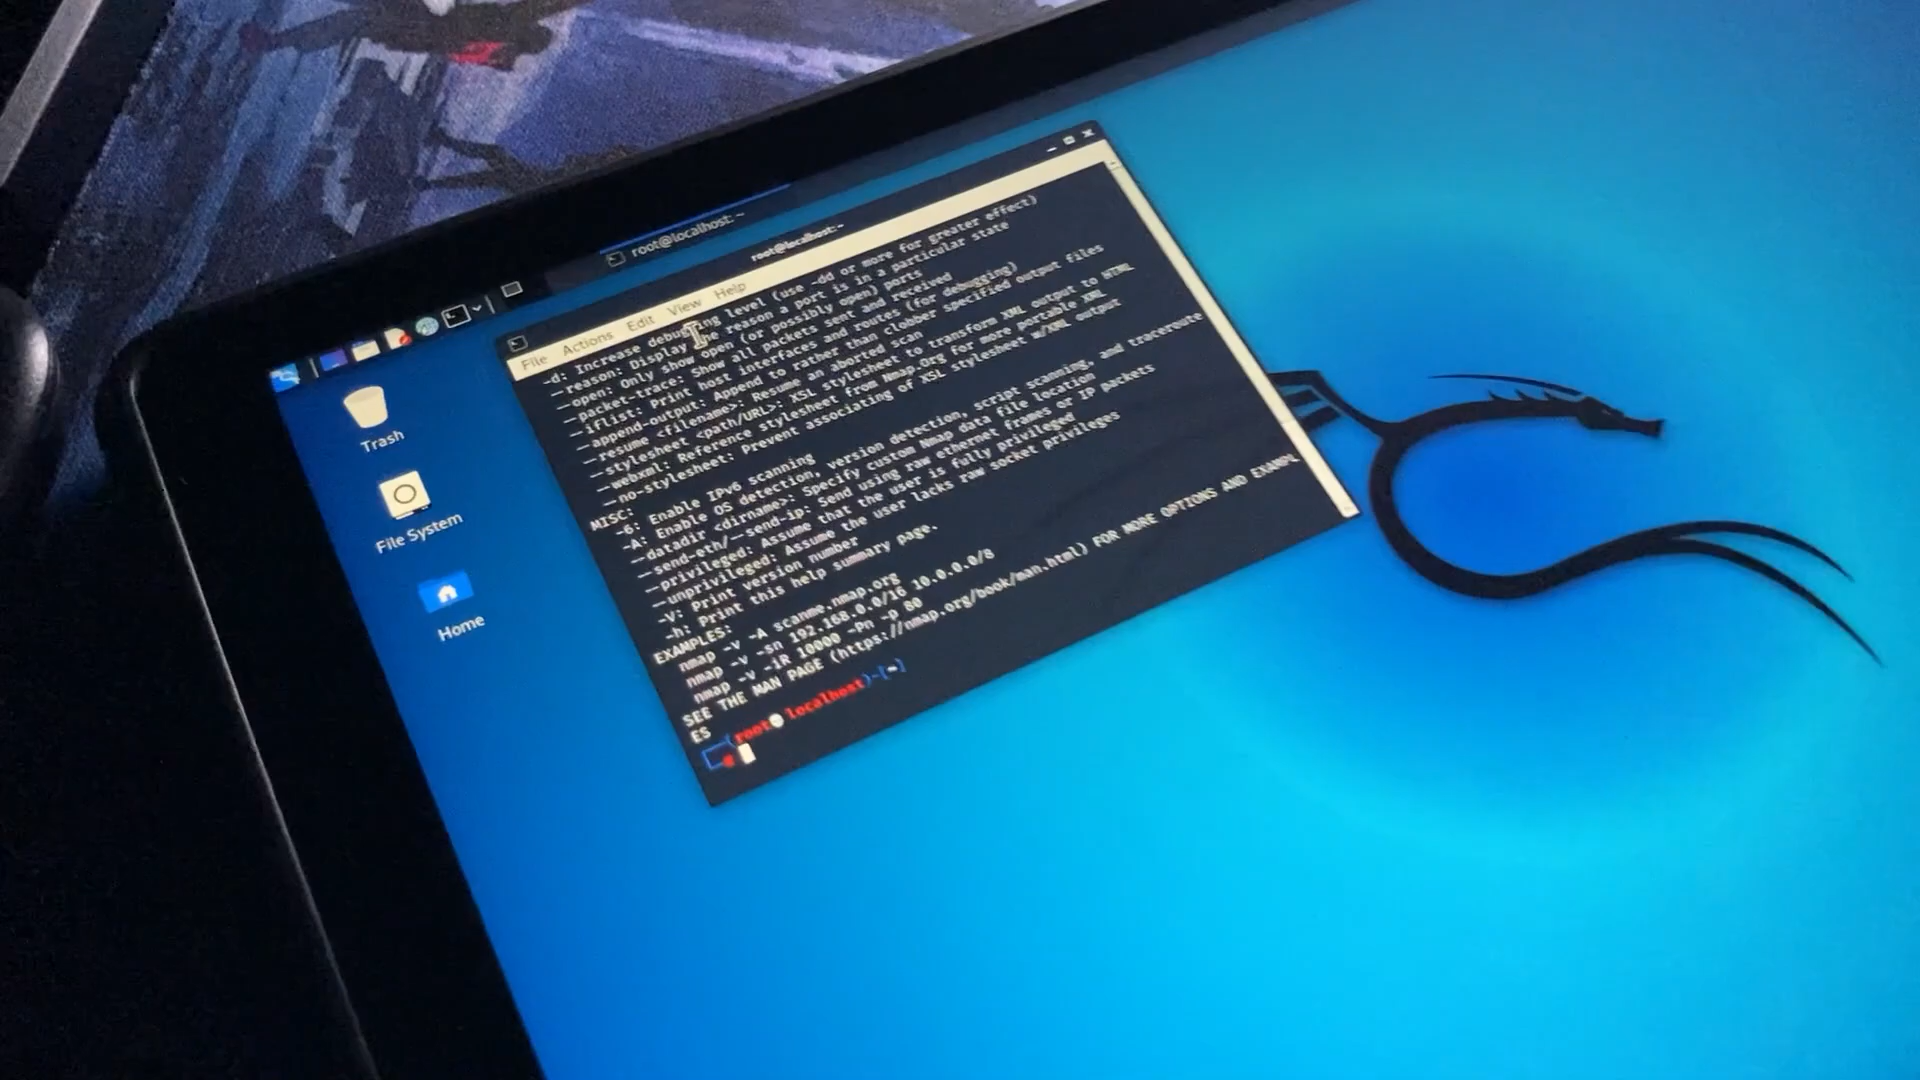 root@localhost: ~
root@localhost:~
File Actions Edit View Help
-d: Increase debugging level (use -dd or more for greater effect)
--reason: Display the reason a port is in a particular state
--open: Only show open (or possibly open) ports
--packet-trace: Show all packets sent and received
--iflist: Print host interfaces and routes (for debugging)
--append-output: Append to rather than clobber specified output files
--resume <filename>: Resume an aborted scan
--stylesheet <path/URL>: XSL stylesheet to transform XML output to HTML
--webxml: Reference stylesheet from Nmap.Org for more portable XML
--no-stylesheet: Prevent associating of XSL stylesheet w/XML output
MISC:
-6: Enable IPv6 scanning
-A: Enable OS detection, version detection, script scanning, and traceroute
--datadir <dirname>: Specify custom Nmap data file location
--send-eth/--send-ip: Send using raw ethernet frames or IP packets
--privileged: Assume that the user is fully privileged
--unprivileged: Assume the user lacks raw socket privileges
-V: Print version number
-h: Print this help summary page.
EXAMPLES:
nmap -v -A scanme.nmap.org
nmap -v -sn 192.168.0.0/16 10.0.0.0/8
nmap -v -iR 10000 -Pn -p 80
SEE THE MAN PAGE (https://nmap.org/book/man.html) FOR MORE OPTIONS AND EXAMPL
ES
(root localhost)-[~]
#
Trash
File System
Home